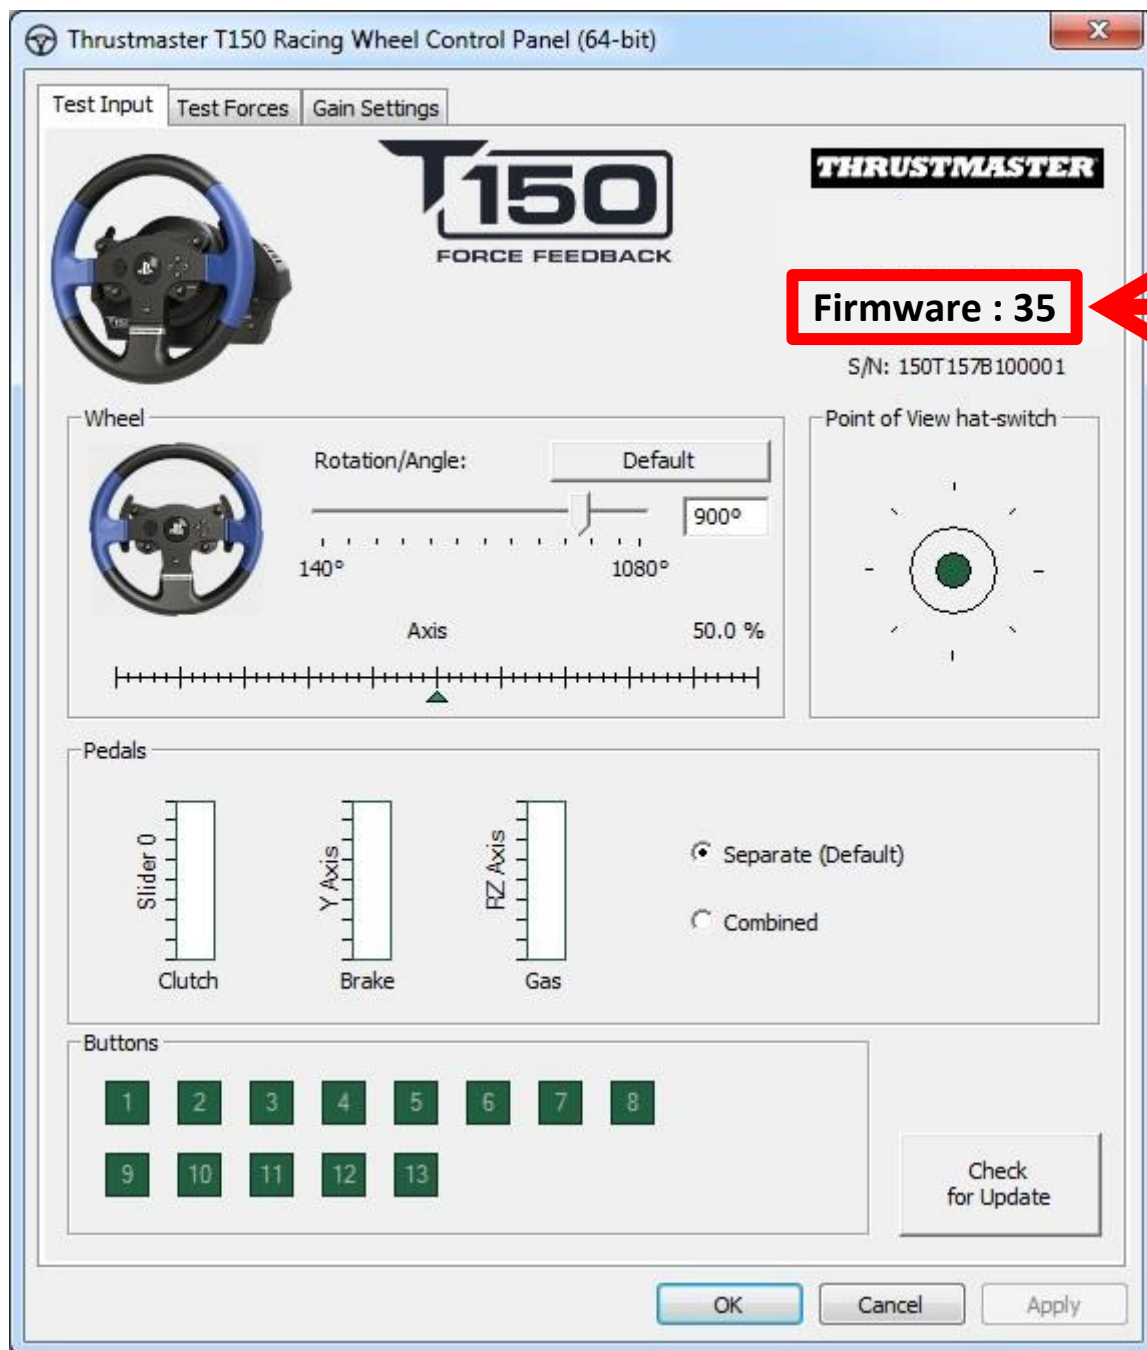 Thrustmaster T150 Racing Wheel Control Panel (64-bit)
Test Input Test Forces Gain Settings
T150
FORCE FEEDBACK
THRUSTMASTER
Firmware : 35
S/N: 150T157B100001
Wheel
Rotation/Angle: Default
900º
140º 1080º
Axis 50.0 %
Point of View hat-switch
Pedals
Slider 0
Clutch
Y Axis
Brake
RZ Axis
Gas
Separate (Default)
Combined
Buttons
1 2 3 4 5 6 7 8
9 10 11 12 13
Check
for Update
OK Cancel Apply